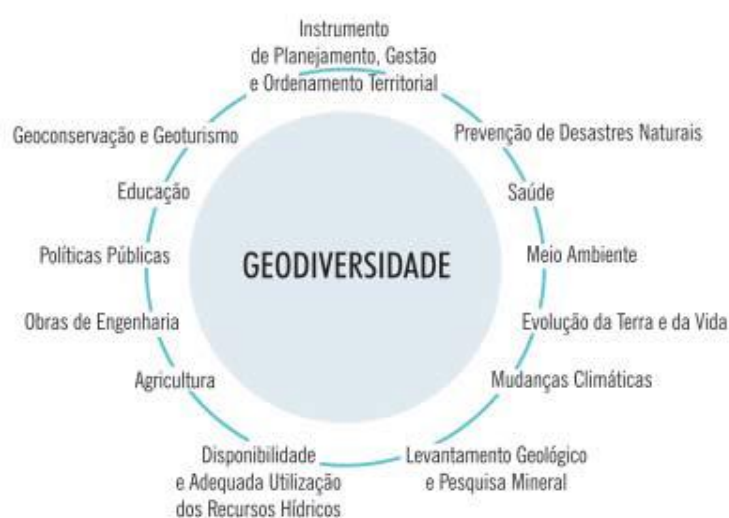 Instrumento
de Planejamento, Gestão
e Ordenamento Territorial
Prevenção de Desastres Naturais
Saúde
Meio Ambiente
Evolução da Terra e da Vida
Mudanças Climáticas
Levantamento Geológico
e Pesquisa Mineral
Disponibilidade
e Adequada Utilização
dos Recursos Hídricos
Agricultura
Obras de Engenharia
Políticas Públicas
Educação
Geoconservação e Geoturismo
GEODIVERSIDADE